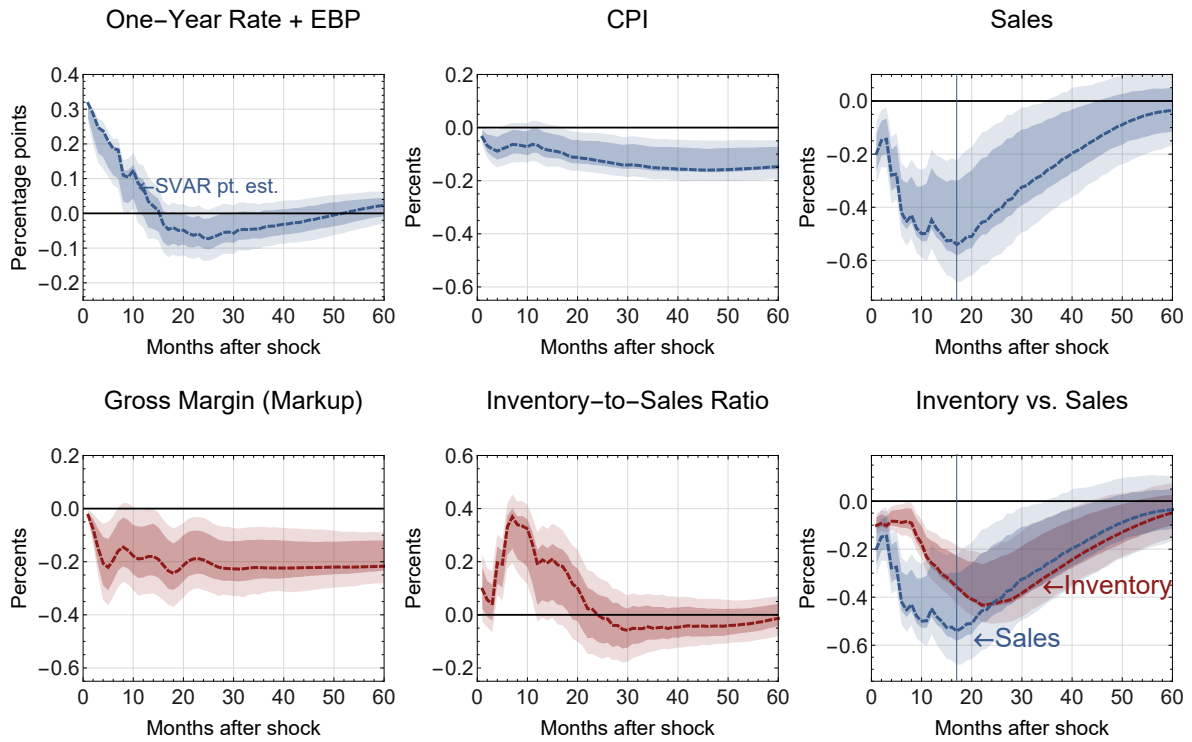 One−Year Rate + EBP
CPI
Sales
Percentage points
0.4
0.3
0.2
0.1
0.0
−0.1
−0.2
←SVAR pt. est.
0 10 20 30 40 50 60
Months after shock
Percents
0.2
0.0
−0.2
−0.4
−0.6
0 10 20 30 40 50 60
Months after shock
Percents
0.0
−0.2
−0.4
−0.6
0 10 20 30 40 50 60
Months after shock
Gross Margin (Markup)
Inventory−to−Sales Ratio
Inventory vs. Sales
Percents
0.2
0.0
−0.2
−0.4
−0.6
0 10 20 30 40 50 60
Months after shock
Percents
0.6
0.4
0.2
0.0
−0.2
0 10 20 30 40 50 60
Months after shock
Percents
0.0
−0.2
−0.4
−0.6
←Inventory
←Sales
0 10 20 30 40 50 60
Months after shock